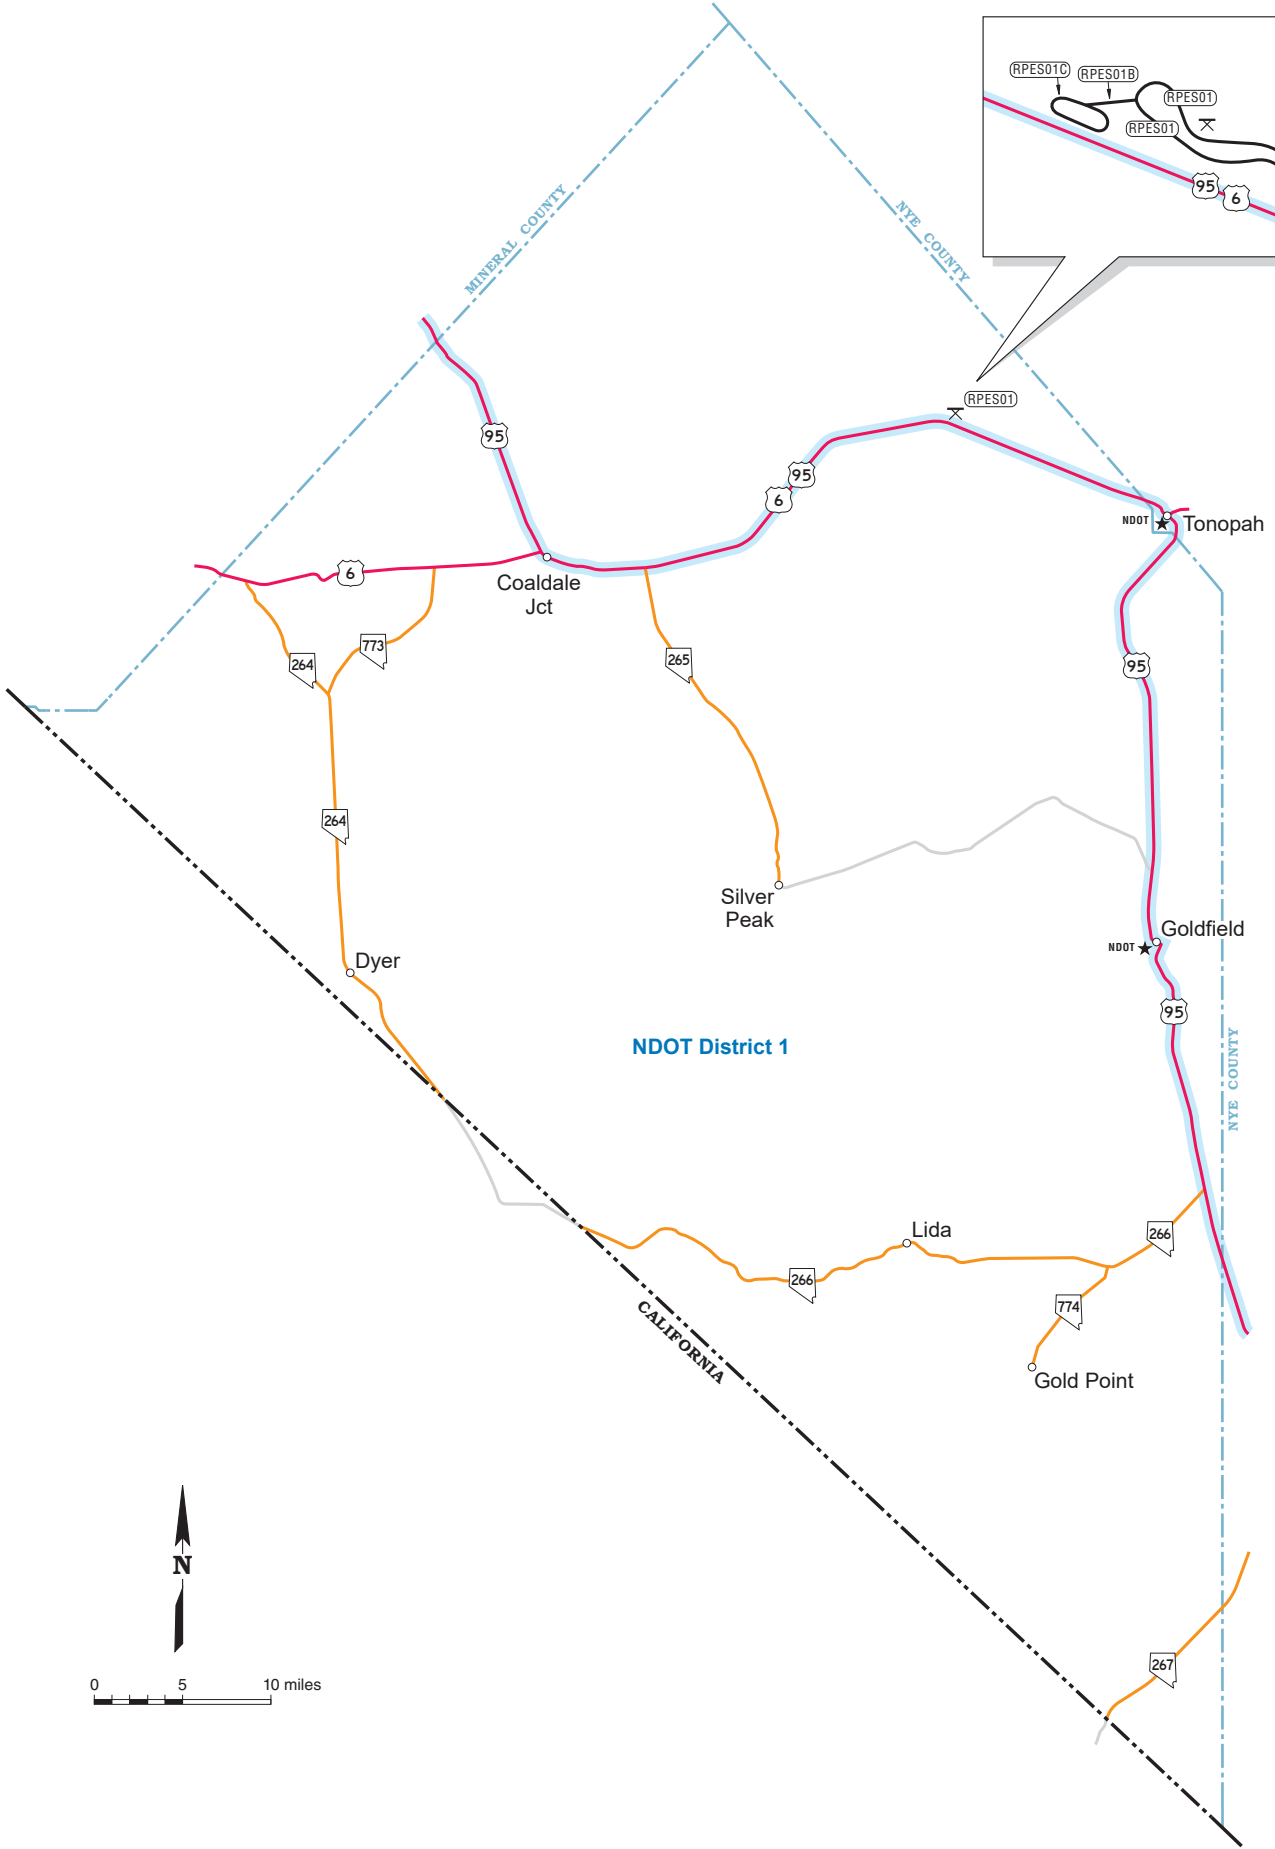 RPES01C
RPES01B
RPES01
RPES01
95
6
MINERAL COUNTY
NYE COUNTY
RPES01
95
95
6
NDOT
Tonopah
6
Coaldale
Jct
264
773
265
95
264
Silver
Peak
Goldfield
NDOT
Dyer
95
NDOT District 1
NYE COUNTY
Lida
266
266
774
CALIFORNIA
Gold Point
N
267
0 5 10 miles